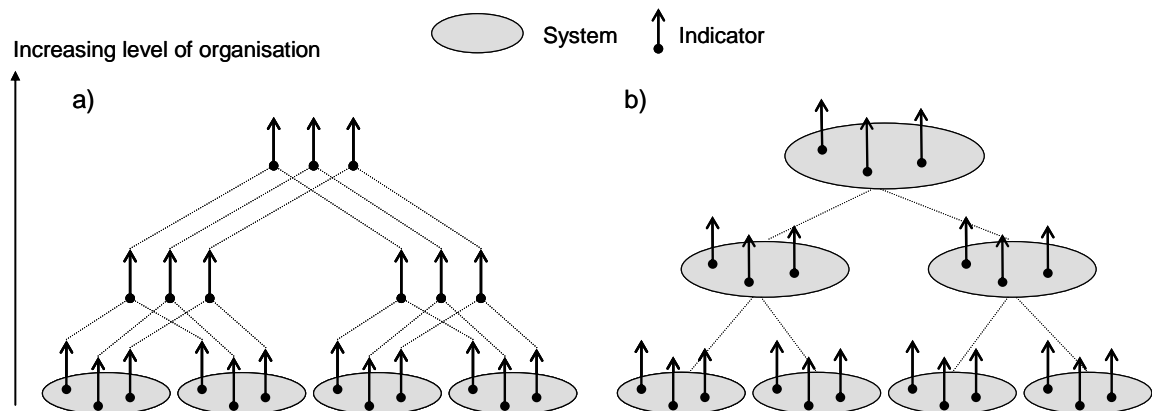 Increasing level of organisation
System
Indicator
a)
b)